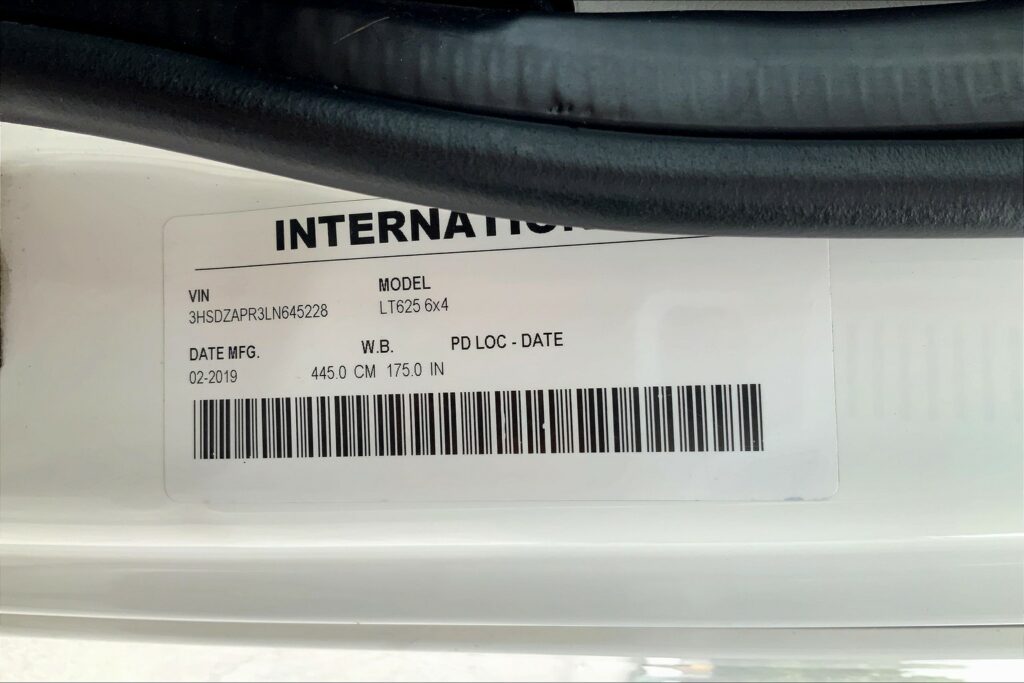 INTERNATIO
VIN
3HSDZAPR3LN645228
MODEL
LT625 6x4
DATE MFG.
02-2019
W.B.
445.0 CM 175.0 IN
PD LOC - DATE